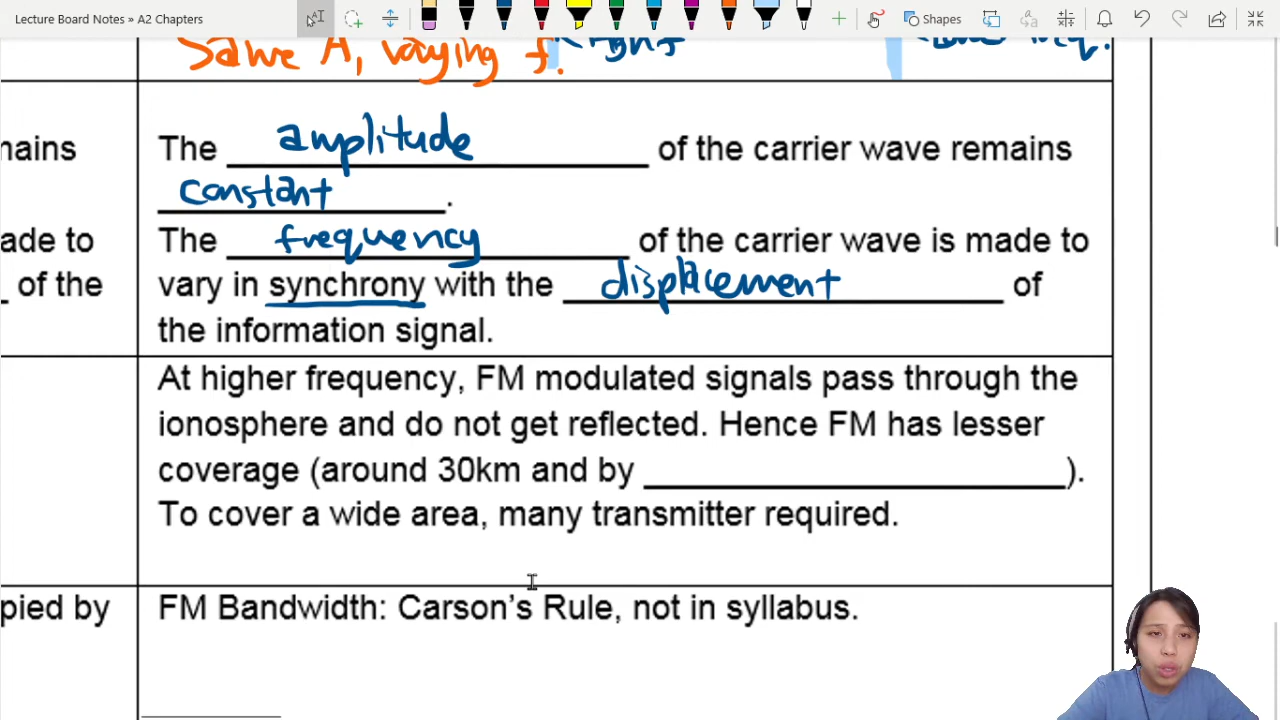 Lecture Board Notes » A2 Chapters
Shapes
Same A, varying f.
mains
The amplitude of the carrier wave remains
constant.
ade to
The frequency of the carrier wave is made to
of the
vary in synchrony with the displacement of
the information signal.
At higher frequency, FM modulated signals pass through the
ionosphere and do not get reflected. Hence FM has lesser
coverage (around 30km and by ____________________).
To cover a wide area, many transmitter required.
pied by
FM Bandwidth: Carson's Rule, not in syllabus.